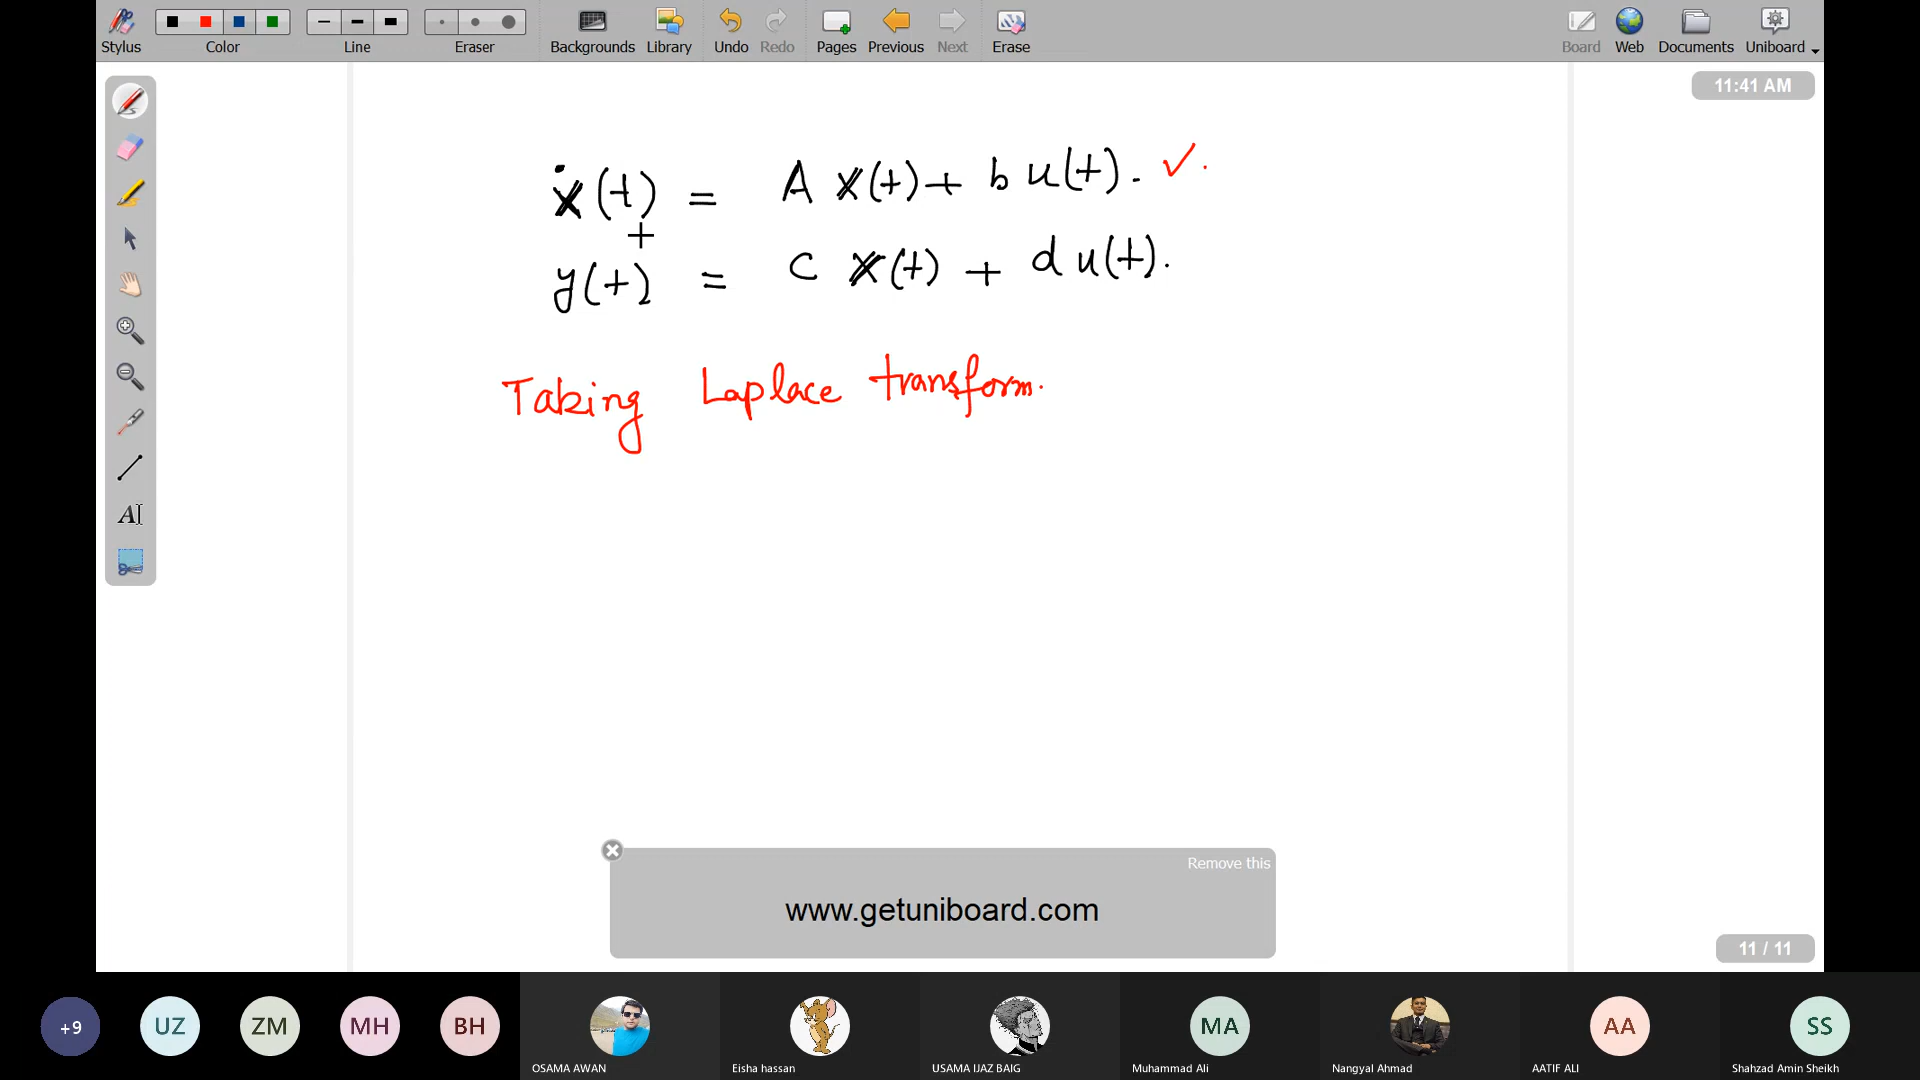 Stylus Color Line Eraser Backgrounds Library Undo Redo Pages Previous Next Erase Board Web Documents Uniboard
11:41 AM
ẋ(t) = A x(t) + b u(t). ✓.
y(t) = C x(t) + d u(t).
Taking Laplace transform.
Remove this
www.getuniboard.com
11 / 11
+9 UZ ZM MH BH MA AA SS
OSAMA AWAN Eisha hassan USAMA IJAZ BAIG Muhammad Ali Nangyal Ahmad AATIF ALI Shahzad Amin Sheikh